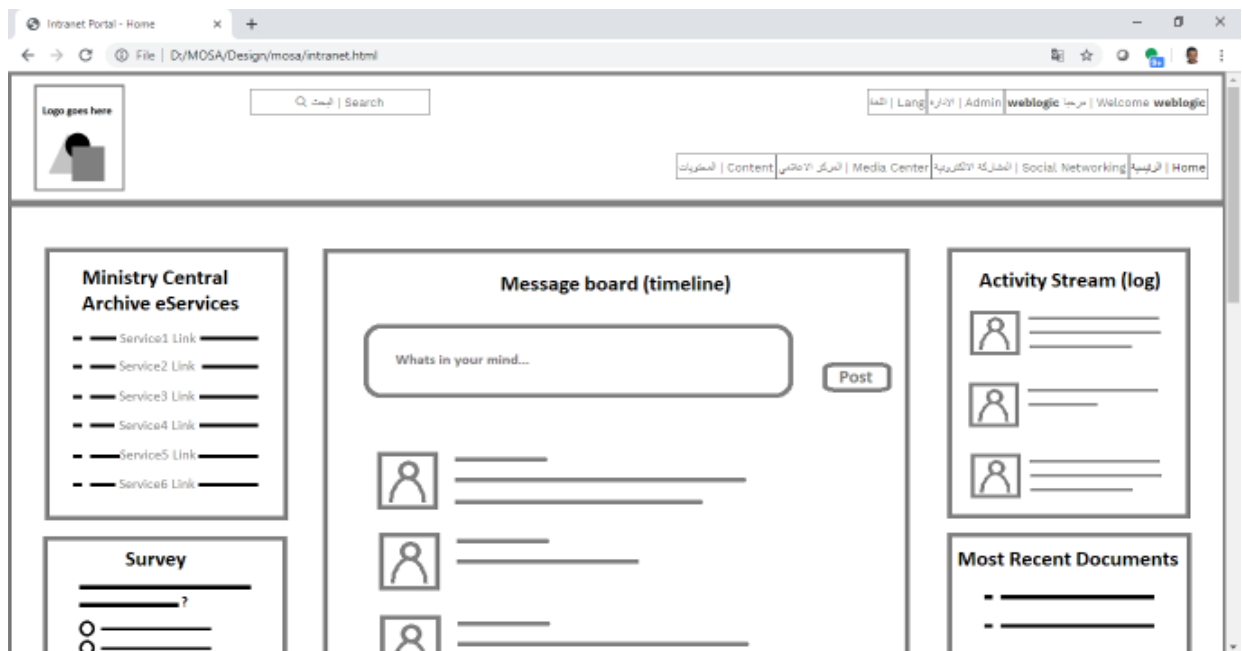 Intranet Portal - Home
File | D:/MOSA/Design/mosa/intranet.html
Logo goes here
البحث | Search
اللغة | Lang
الادارة | Admin
مرحبا weblogic | Welcome weblogic
المحتويات | Content
المركز الاعلامي | Media Center
المشاركة الالكترونية | Social Networking
الرئيسية | Home
Ministry Central
Archive eServices
Service1 Link
Service2 Link
Service3 Link
Service4 Link
Service5 Link
Service6 Link
Survey
?
Message board (timeline)
Whats in your mind...
Post
Activity Stream (log)
Most Recent Documents